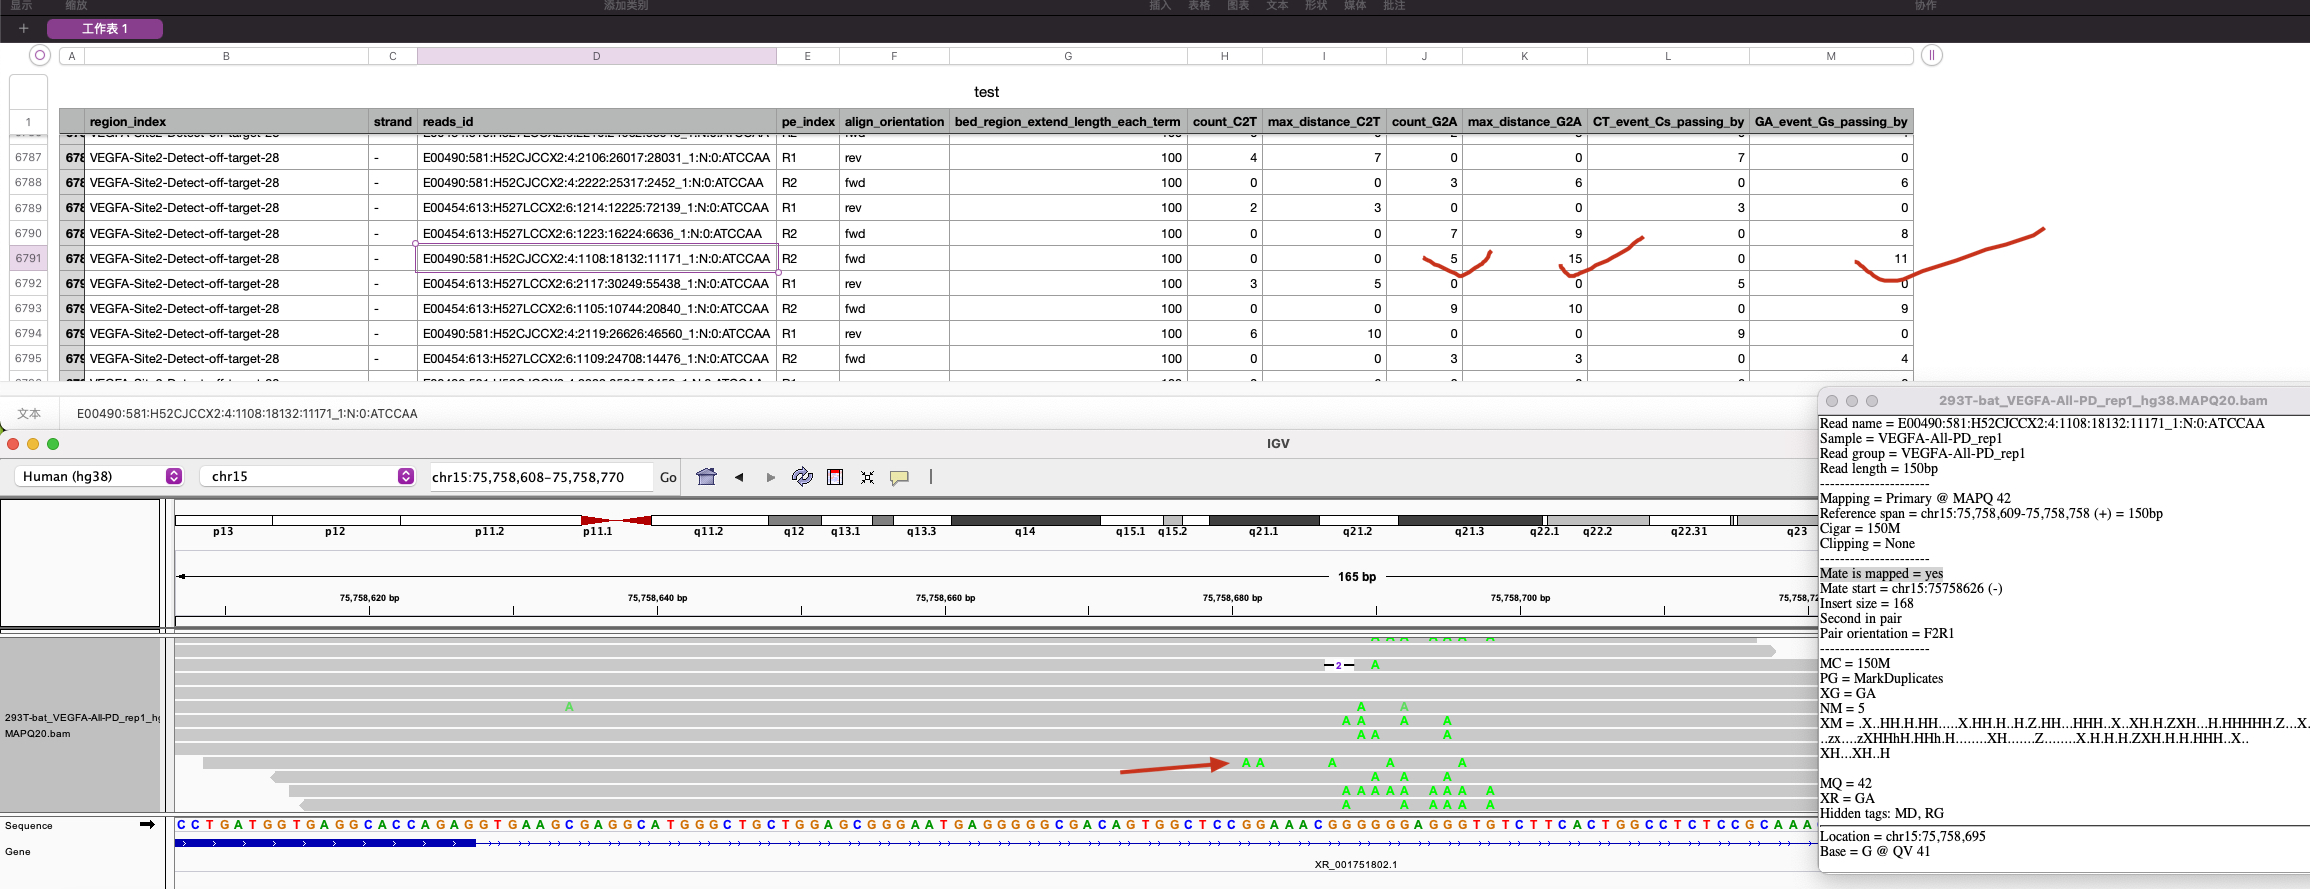 显示 缩放 添加类别 插入 表格 图表 文本 形状 媒体 批注 协作
+ 工作表 1
A B C D E F G H I J K L M
test
1 region_index strand reads_id pe_index align_orientation bed_region_extend_length_each_term count_C2T max_distance_C2T count_G2A max_distance_G2A CT_event_Cs_passing_by GA_event_Gs_passing_by
6787 678 VEGFA-Site2-Detect-off-target-28 - E00490:581:H52CJCCX2:4:2106:26017:28031_1:N:0:ATCCAA R1 rev 100 4 7 0 0 7 0
6788 678 VEGFA-Site2-Detect-off-target-28 - E00490:581:H52CJCCX2:4:2222:25317:2452_1:N:0:ATCCAA R2 fwd 100 0 0 3 6 0 6
6789 678 VEGFA-Site2-Detect-off-target-28 - E00454:613:H527LCCX2:6:1214:12225:72139_1:N:0:ATCCAA R1 rev 100 2 3 0 0 3 0
6790 678 VEGFA-Site2-Detect-off-target-28 - E00454:613:H527LCCX2:6:1223:16224:6636_1:N:0:ATCCAA R2 fwd 100 0 0 7 9 0 8
6791 678 VEGFA-Site2-Detect-off-target-28 - E00490:581:H52CJCCX2:4:1108:18132:11171_1:N:0:ATCCAA R2 fwd 100 0 0 5 15 0 11
6792 679 VEGFA-Site2-Detect-off-target-28 - E00454:613:H527LCCX2:6:2117:30249:55438_1:N:0:ATCCAA R1 rev 100 3 5 0 0 5 0
6793 679 VEGFA-Site2-Detect-off-target-28 - E00454:613:H527LCCX2:6:1105:10744:20840_1:N:0:ATCCAA R2 fwd 100 0 0 9 10 0 9
6794 679 VEGFA-Site2-Detect-off-target-28 - E00490:581:H52CJCCX2:4:2119:26626:46560_1:N:0:ATCCAA R1 rev 100 6 10 0 0 9 0
6795 679 VEGFA-Site2-Detect-off-target-28 - E00454:613:H527LCCX2:6:1109:24708:14476_1:N:0:ATCCAA R2 fwd 100 0 0 3 3 0 4
文本 E00490:581:H52CJCCX2:4:1108:18132:11171_1:N:0:ATCCAA
IGV
Human (hg38) chr15 chr15:75,758,608-75,758,770 Go
p13 p12 p11.2 p11.1 q11.2 q12 q13.1 q13.3 q14 q15.1 q15.2 q21.1 q21.2 q21.3 q22.1 q22.2 q22.31 q23
165 bp
75,758,620 bp 75,758,640 bp 75,758,660 bp 75,758,680 bp 75,758,700 bp 75,758,72
2 A
A A A
A A A A
293T-bat_VEGFA-All-PD_rep1_hg
MAPQ20.bam
A A A
A A A A A
A A A
A A A A A A A A A
A A A A A A
Sequence C C T G A T G G T G A G G C A C C A G A G G T G A A G C G A G G C A T G G G C T G C T G G A G C G G G A A T G A G G G G G C G A C A G T G G C T C C G G A A A C G G G G G G A G G G T G T C T T C A C T G G C C T C T C C G C A A A
Gene
XR_001751802.1
293T-bat_VEGFA-All-PD_rep1_hg38.MAPQ20.bam
Read name = E00490:581:H52CJCCX2:4:1108:18132:11171_1:N:0:ATCCAA
Sample = VEGFA-All-PD_rep1
Read group = VEGFA-All-PD_rep1
Read length = 150bp
----------------------
Mapping = Primary @ MAPQ 42
Reference span = chr15:75,758,609-75,758,758 (+) = 150bp
Cigar = 150M
Clipping = None
----------------------
Mate is mapped = yes
Mate start = chr15:75758626 (-)
Insert size = 168
Second in pair
Pair orientation = F2R1
----------------------
MC = 150M
PG = MarkDuplicates
XG = GA
NM = 5
XM = .X..HH.H.HH.....X.HH.H..H.Z.HH...HHH..X..XH.H.ZXH...H.HHHHH.Z...X.
..zx....zXHHhH.HHh.H........XH.......Z........X.H.H.H.ZXH.H.H.HHH..X..
XH...XH..H
MQ = 42
XR = GA
Hidden tags: MD, RG
Location = chr15:75,758,695
Base = G @ QV 41